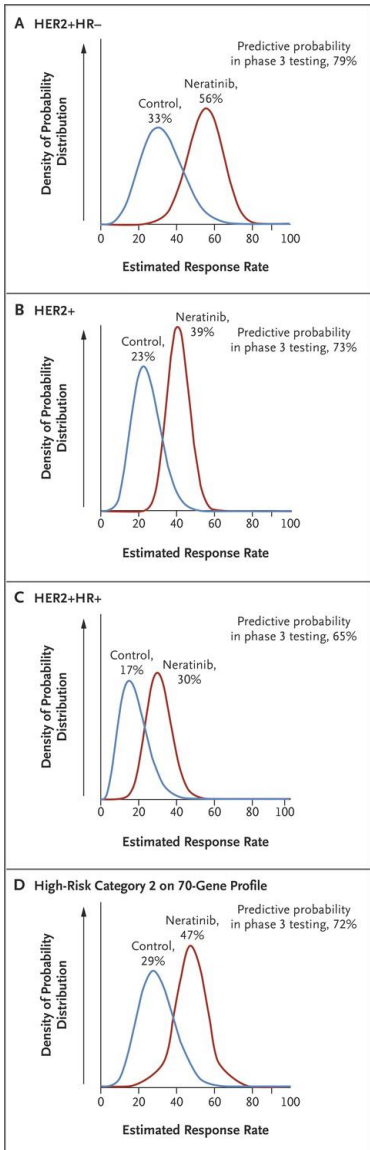 A HER2+HR−
Predictive probability
in phase 3 testing, 79%
Neratinib,
56%
Control,
33%
Density of Probability
Distribution
0 20 40 60 80 100
Estimated Response Rate
B HER2+
Neratinib,
39%
Predictive probability
in phase 3 testing, 73%
Control,
23%
Density of Probability
Distribution
0 20 40 60 80 100
Estimated Response Rate
C HER2+HR+
Predictive probability
in phase 3 testing, 65%
Control,
17%
Neratinib,
30%
Density of Probability
Distribution
0 20 40 60 80 100
Estimated Response Rate
D High-Risk Category 2 on 70-Gene Profile
Predictive probability
in phase 3 testing, 72%
Neratinib,
47%
Control,
29%
Density of Probability
Distribution
0 20 40 60 80 100
Estimated Response Rate